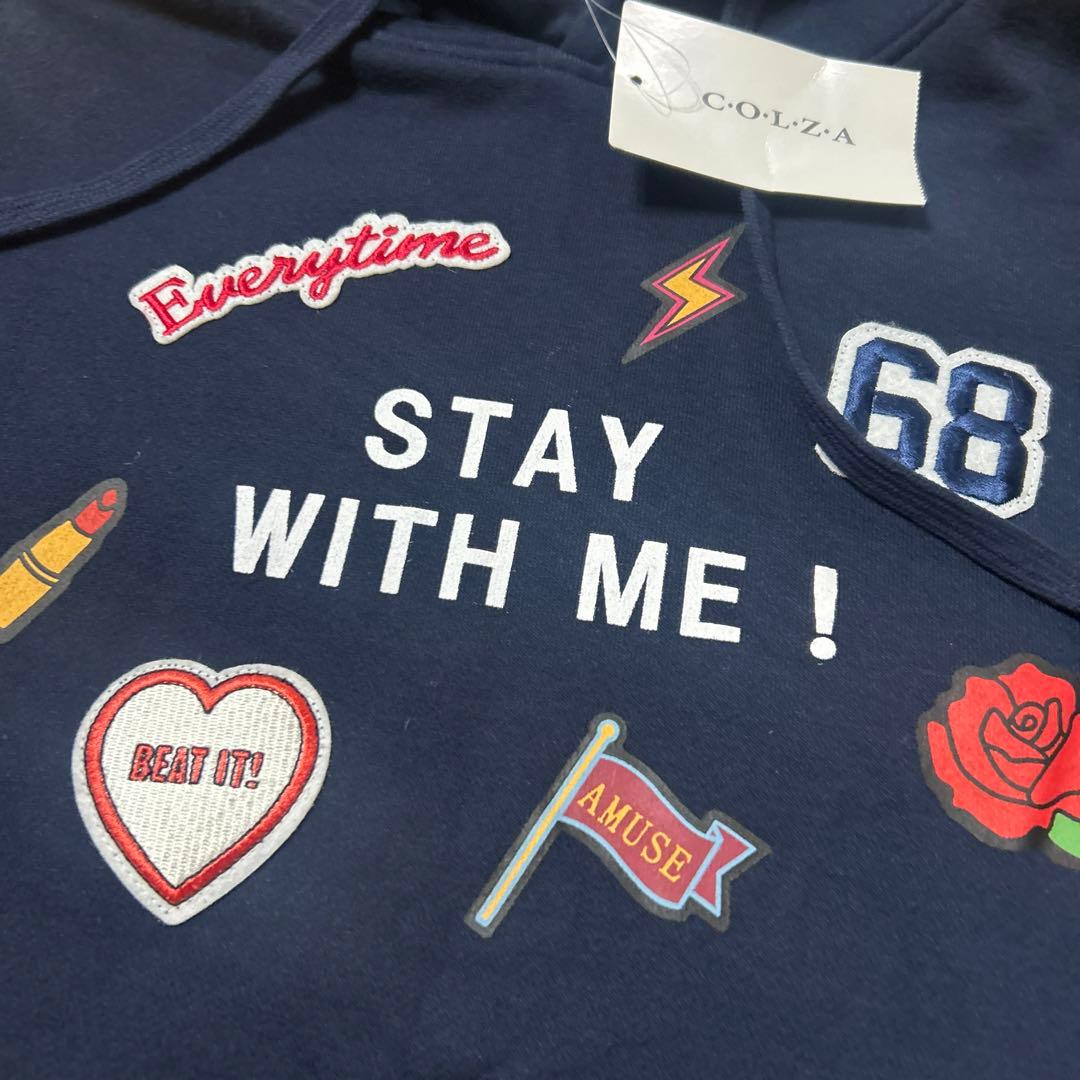 C·O·L·Z·A
Everytime
68
STAY
WITH ME !
BEAT IT!
AMUSE